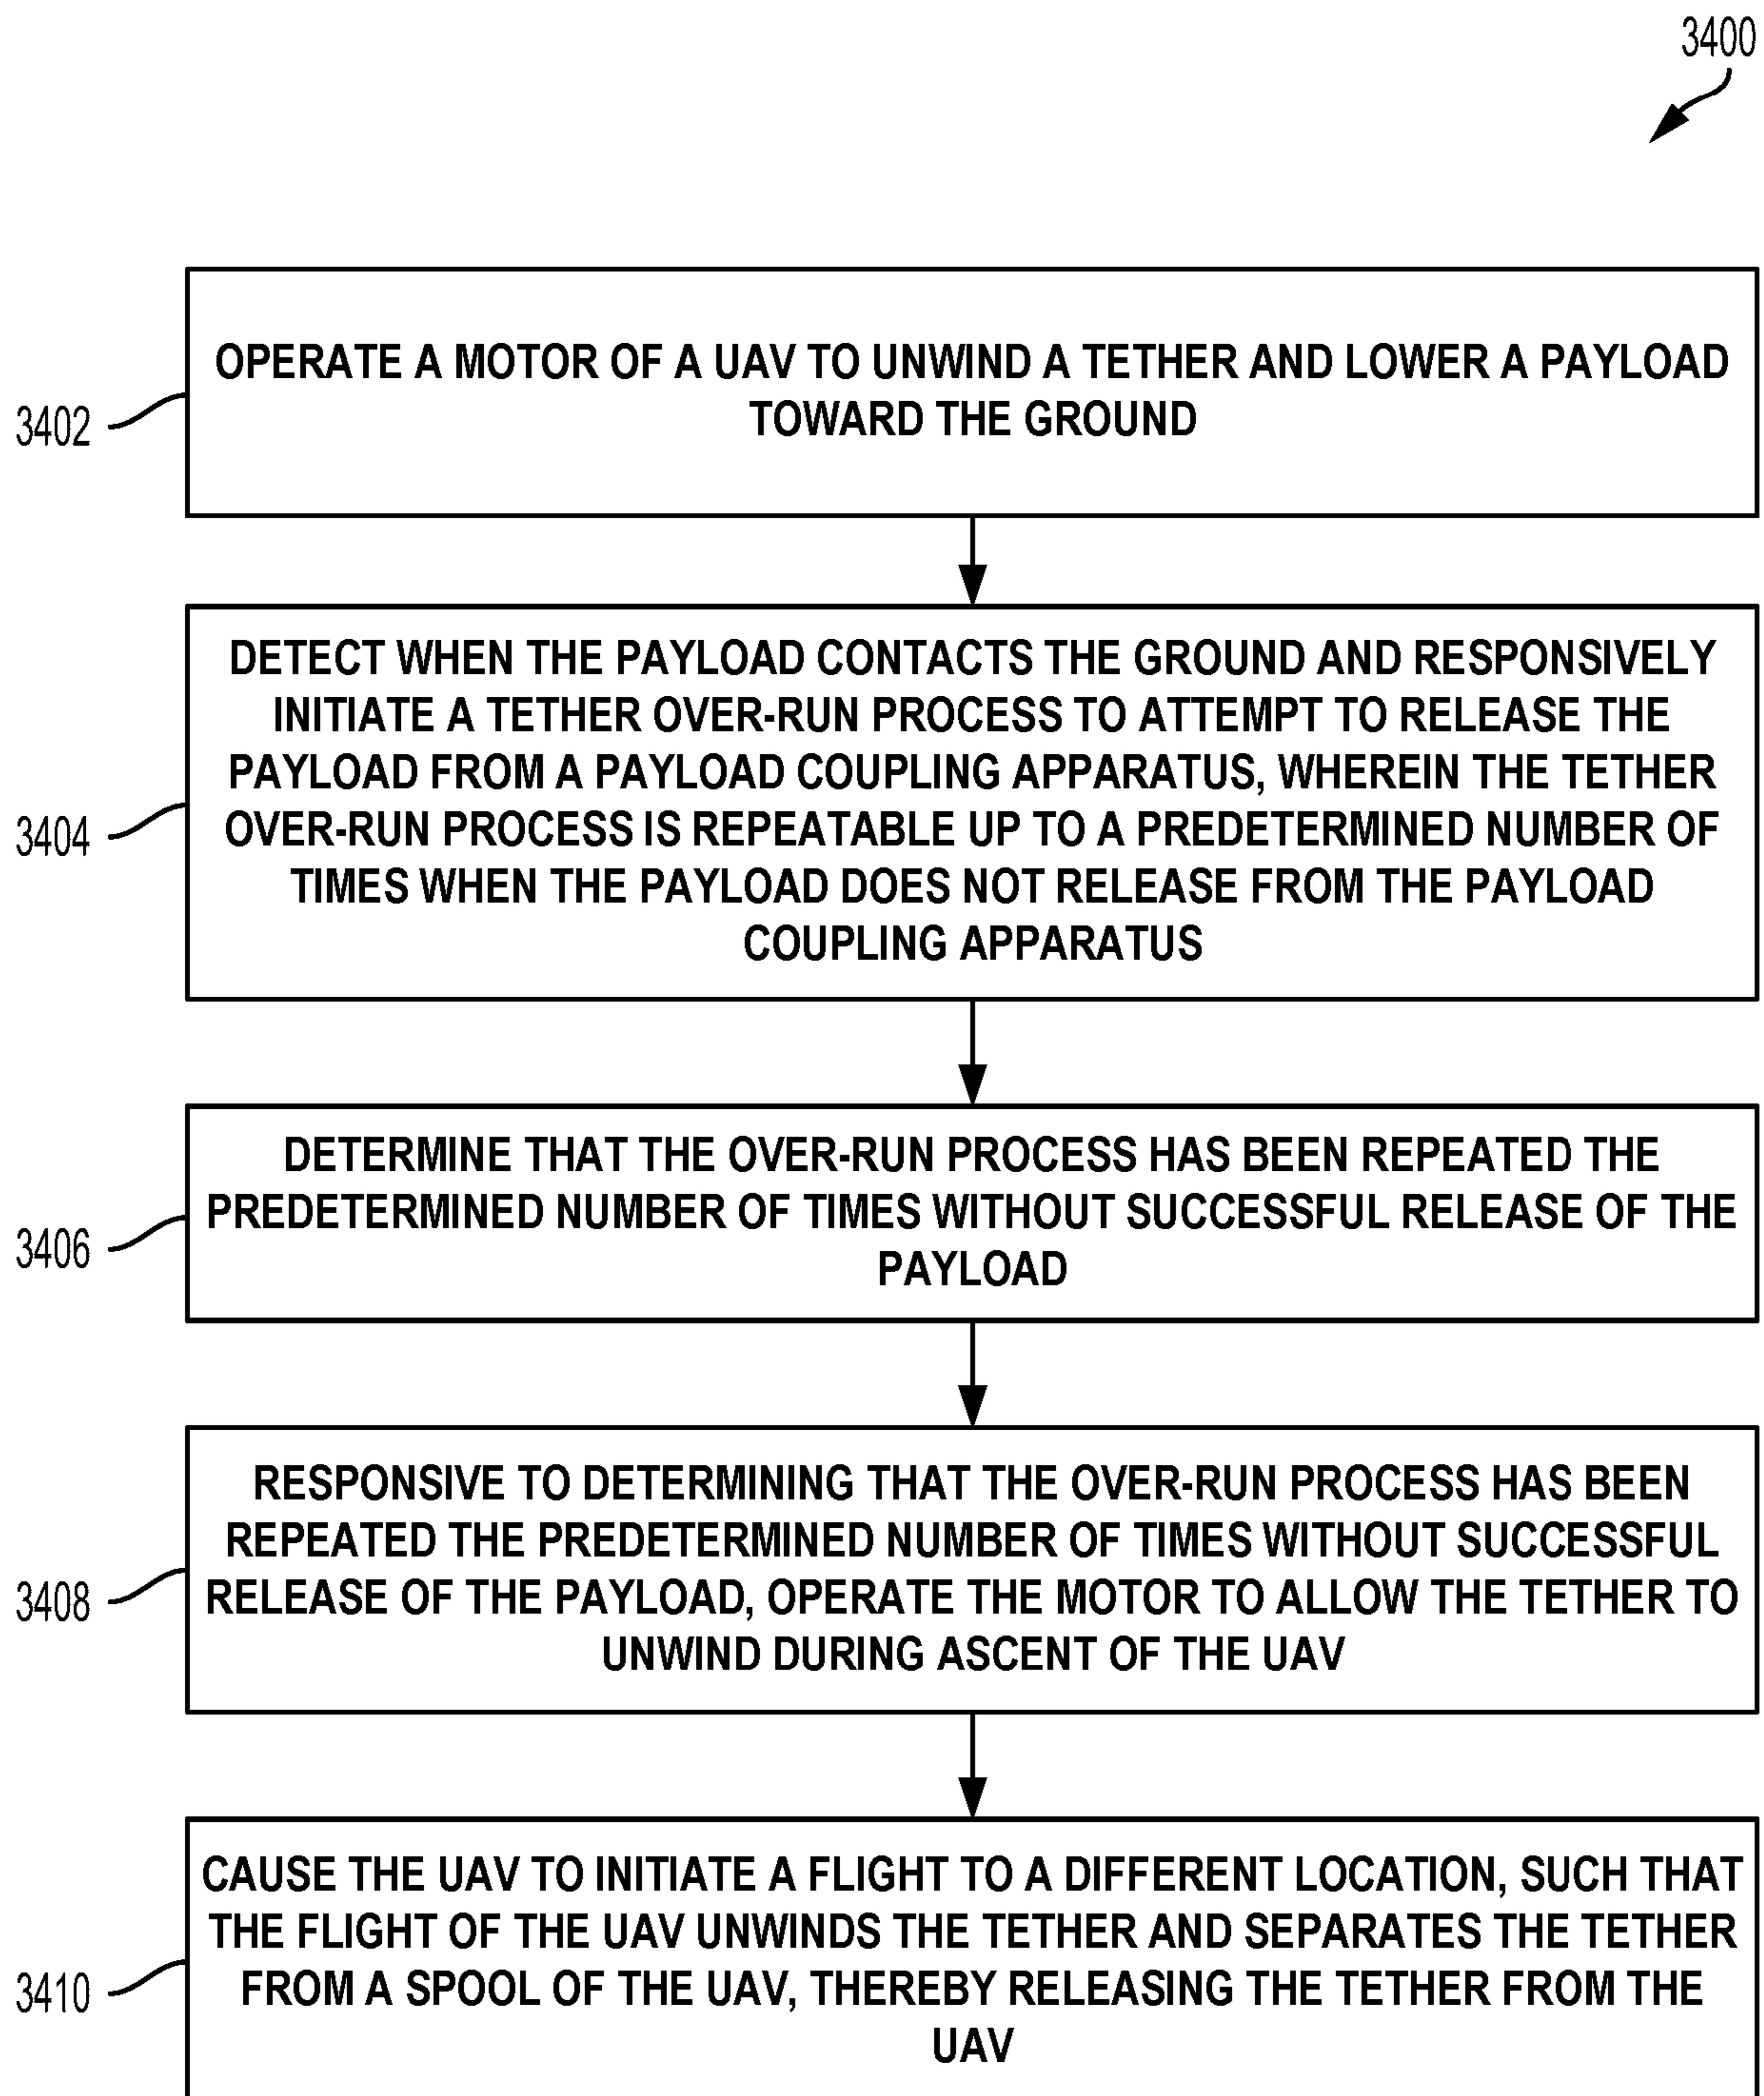 3400
OPERATE A MOTOR OF A UAV TO UNWIND A TETHER AND LOWER A PAYLOAD
TOWARD THE GROUND
3402
DETECT WHEN THE PAYLOAD CONTACTS THE GROUND AND RESPONSIVELY
INITIATE A TETHER OVER-RUN PROCESS TO ATTEMPT TO RELEASE THE
PAYLOAD FROM A PAYLOAD COUPLING APPARATUS, WHEREIN THE TETHER
OVER-RUN PROCESS IS REPEATABLE UP TO A PREDETERMINED NUMBER OF
TIMES WHEN THE PAYLOAD DOES NOT RELEASE FROM THE PAYLOAD
COUPLING APPARATUS
3404
DETERMINE THAT THE OVER-RUN PROCESS HAS BEEN REPEATED THE
PREDETERMINED NUMBER OF TIMES WITHOUT SUCCESSFUL RELEASE OF THE
PAYLOAD
3406
RESPONSIVE TO DETERMINING THAT THE OVER-RUN PROCESS HAS BEEN
REPEATED THE PREDETERMINED NUMBER OF TIMES WITHOUT SUCCESSFUL
RELEASE OF THE PAYLOAD, OPERATE THE MOTOR TO ALLOW THE TETHER TO
UNWIND DURING ASCENT OF THE UAV
3408
CAUSE THE UAV TO INITIATE A FLIGHT TO A DIFFERENT LOCATION, SUCH THAT
THE FLIGHT OF THE UAV UNWINDS THE TETHER AND SEPARATES THE TETHER
FROM A SPOOL OF THE UAV, THEREBY RELEASING THE TETHER FROM THE
UAV
3410